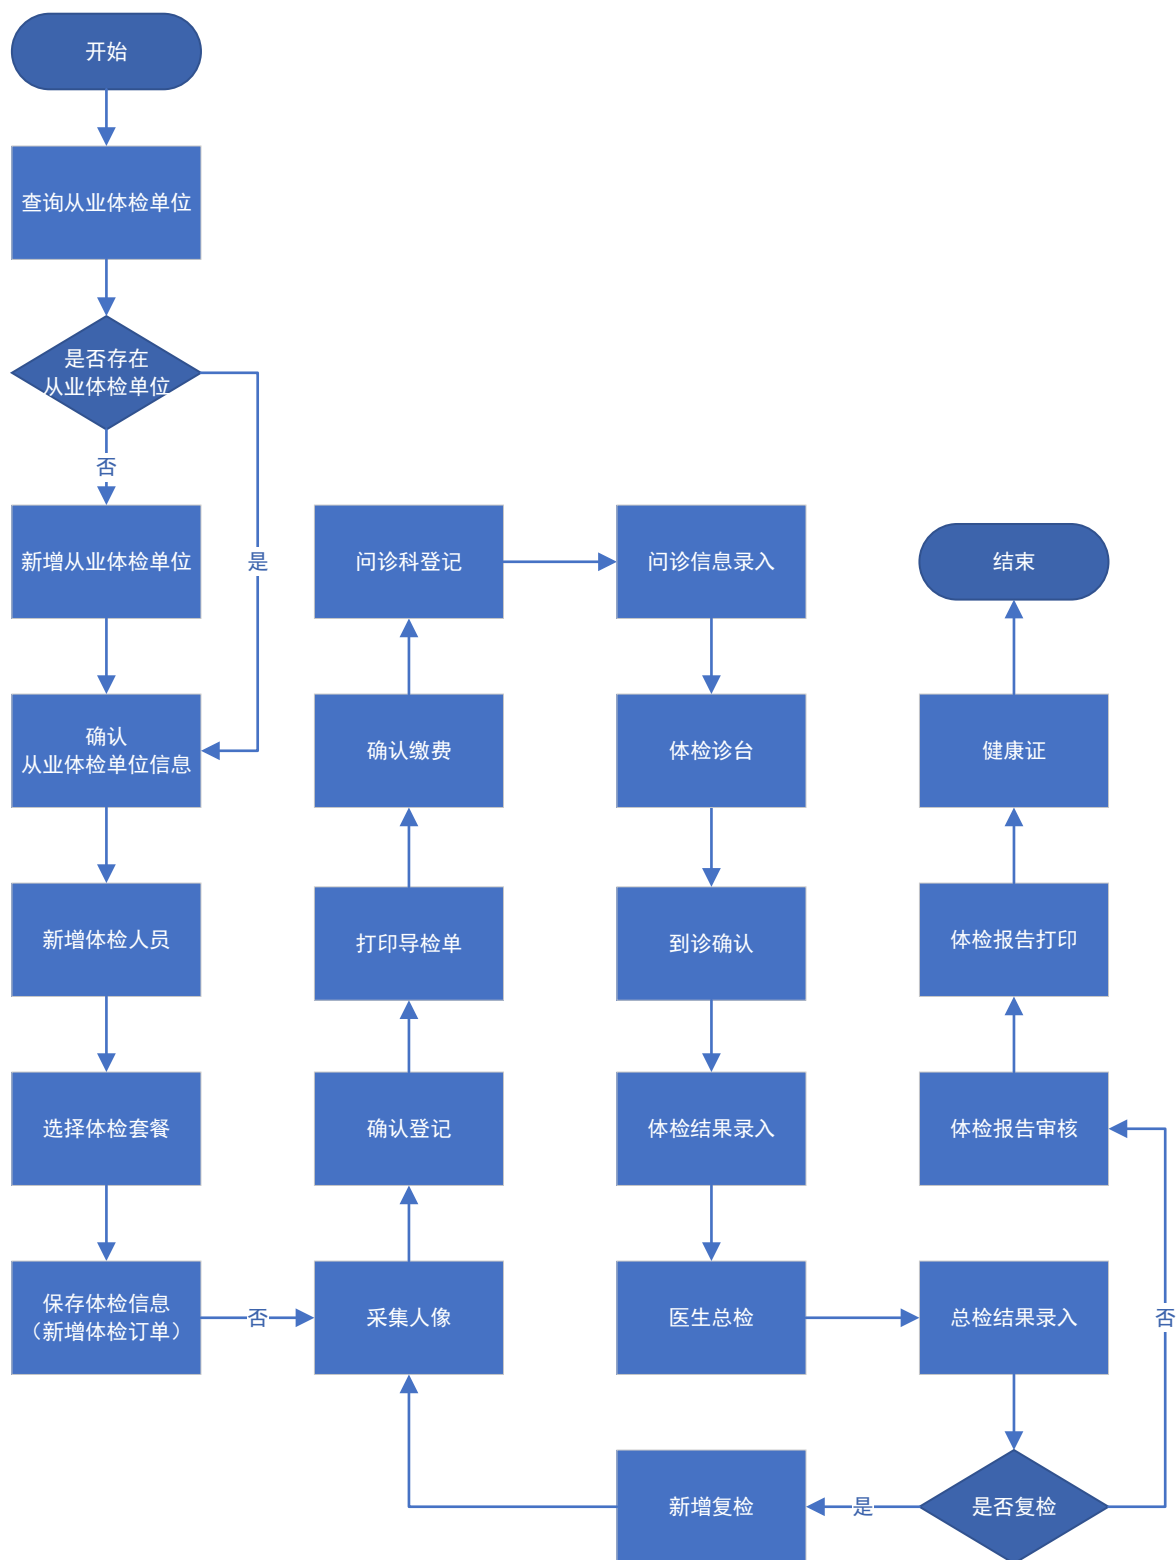 开始
查询从业体检单位
是否存在
从业体检单位
否
是
新增从业体检单位
确认
从业体检单位信息
新增体检人员
选择体检套餐
保存体检信息
（新增体检订单）
否
采集人像
确认登记
打印导检单
确认缴费
问诊科登记
问诊信息录入
体检诊台
到诊确认
体检结果录入
医生总检
总检结果录入
是否复检
是
新增复检
否
体检报告审核
体检报告打印
健康证
结束